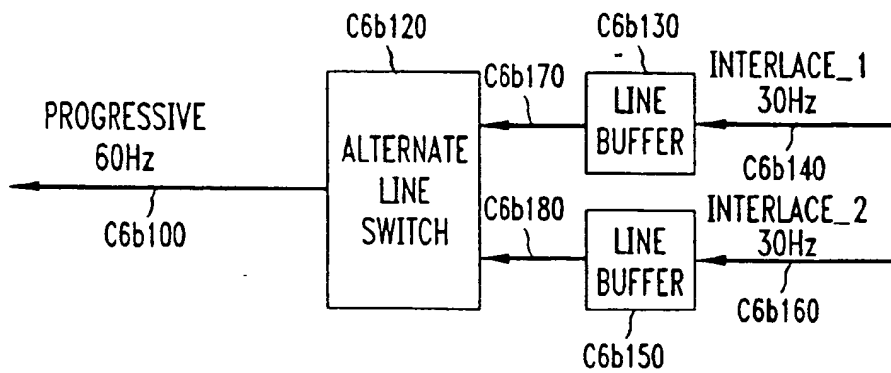 C6b120
C6b130
C6b170
INTERLACE_1
30Hz
LINE
BUFFER
PROGRESSIVE
60Hz
ALTERNATE
LINE
SWITCH
C6b140
C6b100
C6b180
INTERLACE_2
30Hz
LINE
BUFFER
C6b160
C6b150